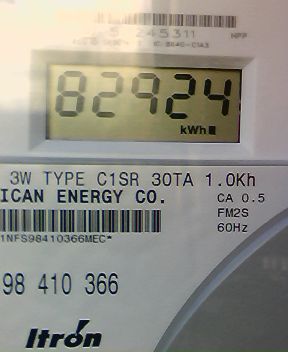 5 245311
82924
kWh
3W TYPE C1SR 30TA 1.0Kh
ICAN ENERGY CO.
CA 0.5
FM2S
60Hz
1NFS98410366MEC*
98 410 366
Itron